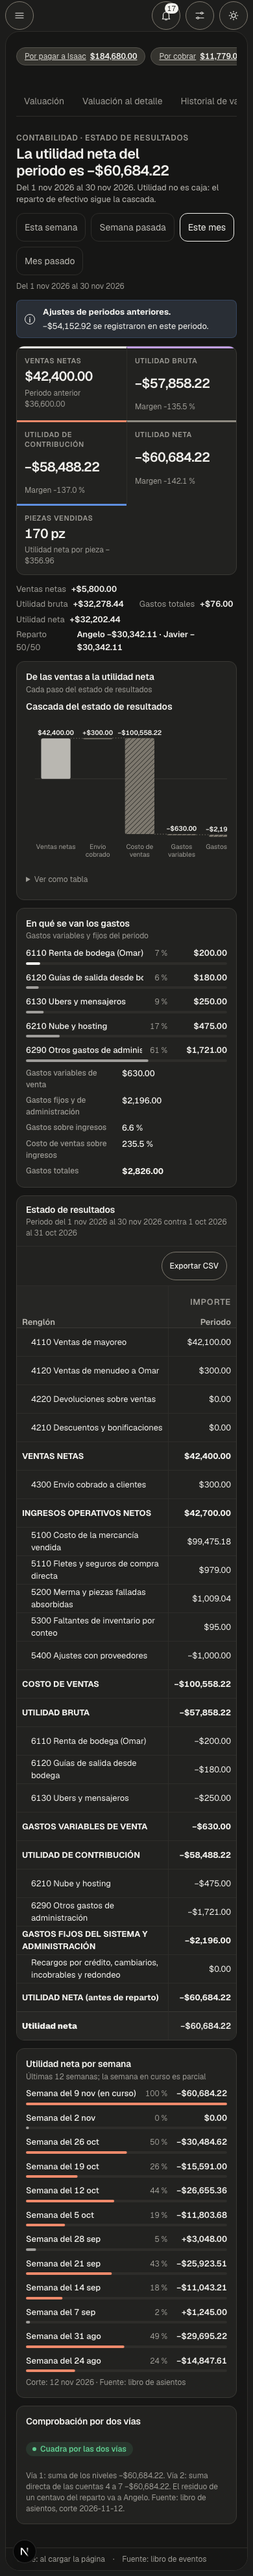 17
Por pagar a Isaac $184,680.00
Por cobrar $11,779.0
Valuación Valuación al detalle Historial de va
CONTABILIDAD · ESTADO DE RESULTADOS
La utilidad neta del
periodo es −$60,684.22
Del 1 nov 2026 al 30 nov 2026. Utilidad no es caja: el
reparto de efectivo sigue la cascada.
Esta semana Semana pasada Este mes
Mes pasado
Del 1 nov 2026 al 30 nov 2026
Ajustes de periodos anteriores.
−$54,152.92 se registraron en este periodo.
VENTAS NETAS
$42,400.00
Periodo anterior
$36,600.00
UTILIDAD BRUTA
−$57,858.22
Margen -135.5 %
UTILIDAD DE
CONTRIBUCIÓN
−$58,488.22
Margen -137.0 %
UTILIDAD NETA
−$60,684.22
Margen -142.1 %
PIEZAS VENDIDAS
170 pz
Utilidad neta por pieza −
$356.96
Ventas netas +$5,800.00
Utilidad bruta +$32,278.44 Gastos totales +$76.00
Utilidad neta +$32,202.44
Reparto
50/50
Angelo −$30,342.11 · Javier −
$30,342.11
De las ventas a la utilidad neta
Cada paso del estado de resultados
Cascada del estado de resultados
$42,400.00 +$300.00 −$100,558.22
−$630.00 −$2,19
Ventas netas
Envío
cobrado
Costo de
ventas
Gastos
variables
Gastos
Ver como tabla
En qué se van los gastos
Gastos variables y fijos del periodo
6110 Renta de bodega (Omar) 7 % $200.00
6120 Guías de salida desde bo 6 % $180.00
6130 Ubers y mensajeros 9 % $250.00
6210 Nube y hosting 17 % $475.00
6290 Otros gastos de adminis 61 % $1,721.00
Gastos variables de
venta
$630.00
Gastos fijos y de
administración
$2,196.00
Gastos sobre ingresos 6.6 %
Costo de ventas sobre
ingresos
235.5 %
Gastos totales $2,826.00
Estado de resultados
Periodo del 1 nov 2026 al 30 nov 2026 contra 1 oct 2026
al 31 oct 2026
Exportar CSV
IMPORTE
Renglón Periodo
4110 Ventas de mayoreo $42,100.00
4120 Ventas de menudeo a Omar $300.00
4220 Devoluciones sobre ventas $0.00
4210 Descuentos y bonificaciones $0.00
VENTAS NETAS $42,400.00
4300 Envío cobrado a clientes $300.00
INGRESOS OPERATIVOS NETOS $42,700.00
5100 Costo de la mercancía
vendida
$99,475.18
5110 Fletes y seguros de compra
directa
$979.00
5200 Merma y piezas falladas
absorbidas
$1,009.04
5300 Faltantes de inventario por
conteo
$95.00
5400 Ajustes con proveedores −$1,000.00
COSTO DE VENTAS −$100,558.22
UTILIDAD BRUTA −$57,858.22
6110 Renta de bodega (Omar) −$200.00
6120 Guías de salida desde
bodega
−$180.00
6130 Ubers y mensajeros −$250.00
GASTOS VARIABLES DE VENTA −$630.00
UTILIDAD DE CONTRIBUCIÓN −$58,488.22
6210 Nube y hosting −$475.00
6290 Otros gastos de
administración
−$1,721.00
GASTOS FIJOS DEL SISTEMA Y
ADMINISTRACIÓN
−$2,196.00
Recargos por crédito, cambiarios,
incobrables y redondeo
$0.00
UTILIDAD NETA (antes de reparto) −$60,684.22
Utilidad neta −$60,684.22
Utilidad neta por semana
Últimas 12 semanas; la semana en curso es parcial
Semana del 9 nov (en curso) 100 % −$60,684.22
Semana del 2 nov 0 % $0.00
Semana del 26 oct 50 % −$30,484.62
Semana del 19 oct 26 % −$15,591.00
Semana del 12 oct 44 % −$26,655.36
Semana del 5 oct 19 % −$11,803.68
Semana del 28 sep 5 % +$3,048.00
Semana del 21 sep 43 % −$25,923.51
Semana del 14 sep 18 % −$11,043.21
Semana del 7 sep 2 % +$1,245.00
Semana del 31 ago 49 % −$29,695.22
Semana del 24 ago 24 % −$14,847.61
Corte: 12 nov 2026 · Fuente: libro de asientos
Comprobación por dos vías
Cuadra por las dos vías
Vía 1: suma de los niveles −$60,684.22. Vía 2: suma
directa de las cuentas 4 a 7 −$60,684.22. El residuo de
un centavo del reparto va a Angelo. Fuente: libro de
asientos, corte 2026-11-12.
N
al cargar la página · Fuente: libro de eventos